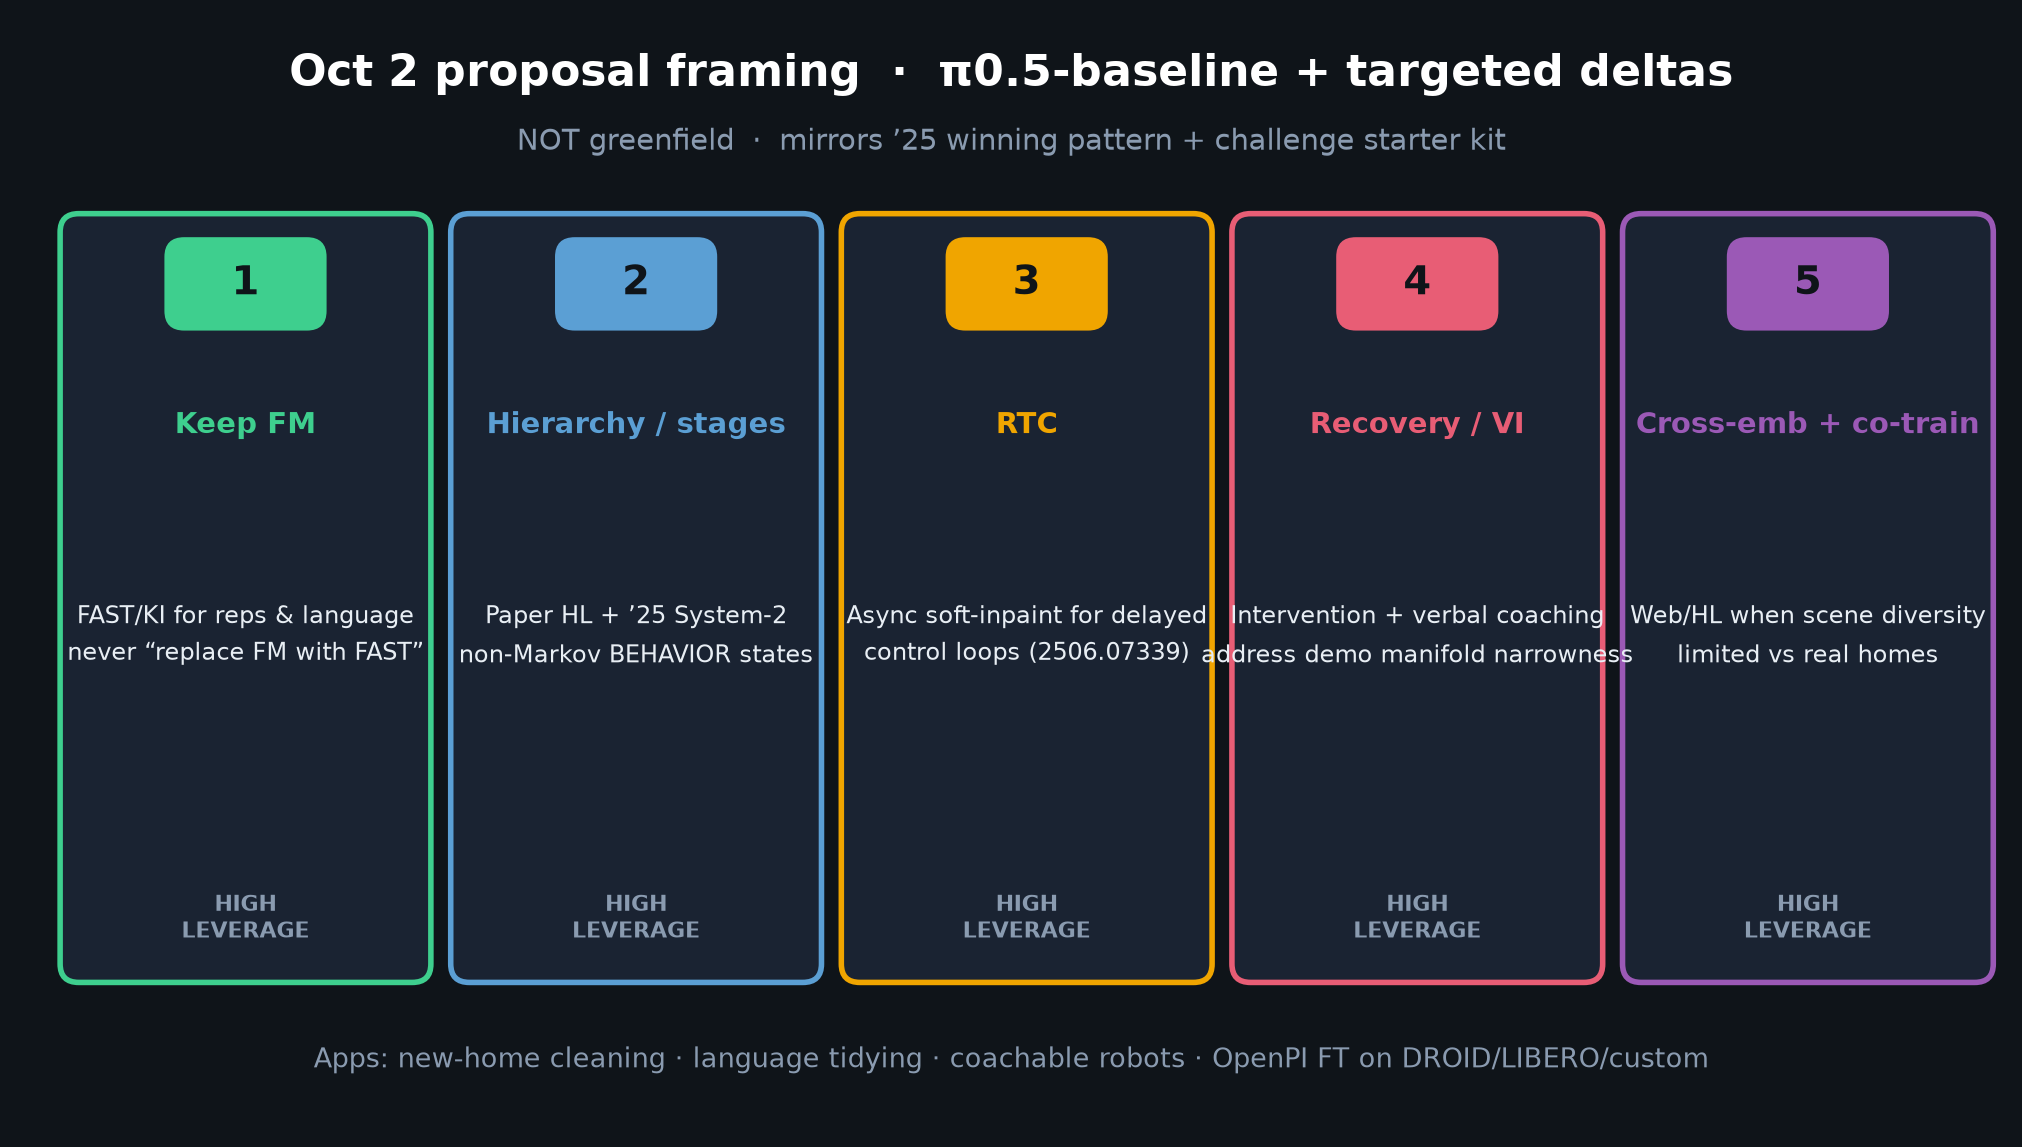 Oct 2 proposal framing · π0.5-baseline + targeted deltas
NOT greenfield · mirrors ’25 winning pattern + challenge starter kit
1
Keep FM
FAST/KI for reps & language
never “replace FM with FAST”
HIGH
LEVERAGE
2
Hierarchy / stages
Paper HL + ’25 System-2
non-Markov BEHAVIOR states
HIGH
LEVERAGE
3
RTC
Async soft-inpaint for delayed
control loops (2506.07339)
HIGH
LEVERAGE
4
Recovery / VI
Intervention + verbal coaching
address demo manifold narrowness
HIGH
LEVERAGE
5
Cross-emb + co-train
Web/HL when scene diversity
limited vs real homes
HIGH
LEVERAGE
Apps: new-home cleaning · language tidying · coachable robots · OpenPI FT on DROID/LIBERO/custom